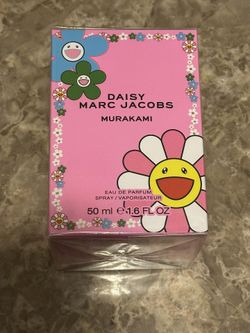 DAISY
MARC JACOBS
MURAKAMI
EAU DE PARFUM
SPRAY / VAPORISATEUR
50 ml ℮ 1.6 FL OZ